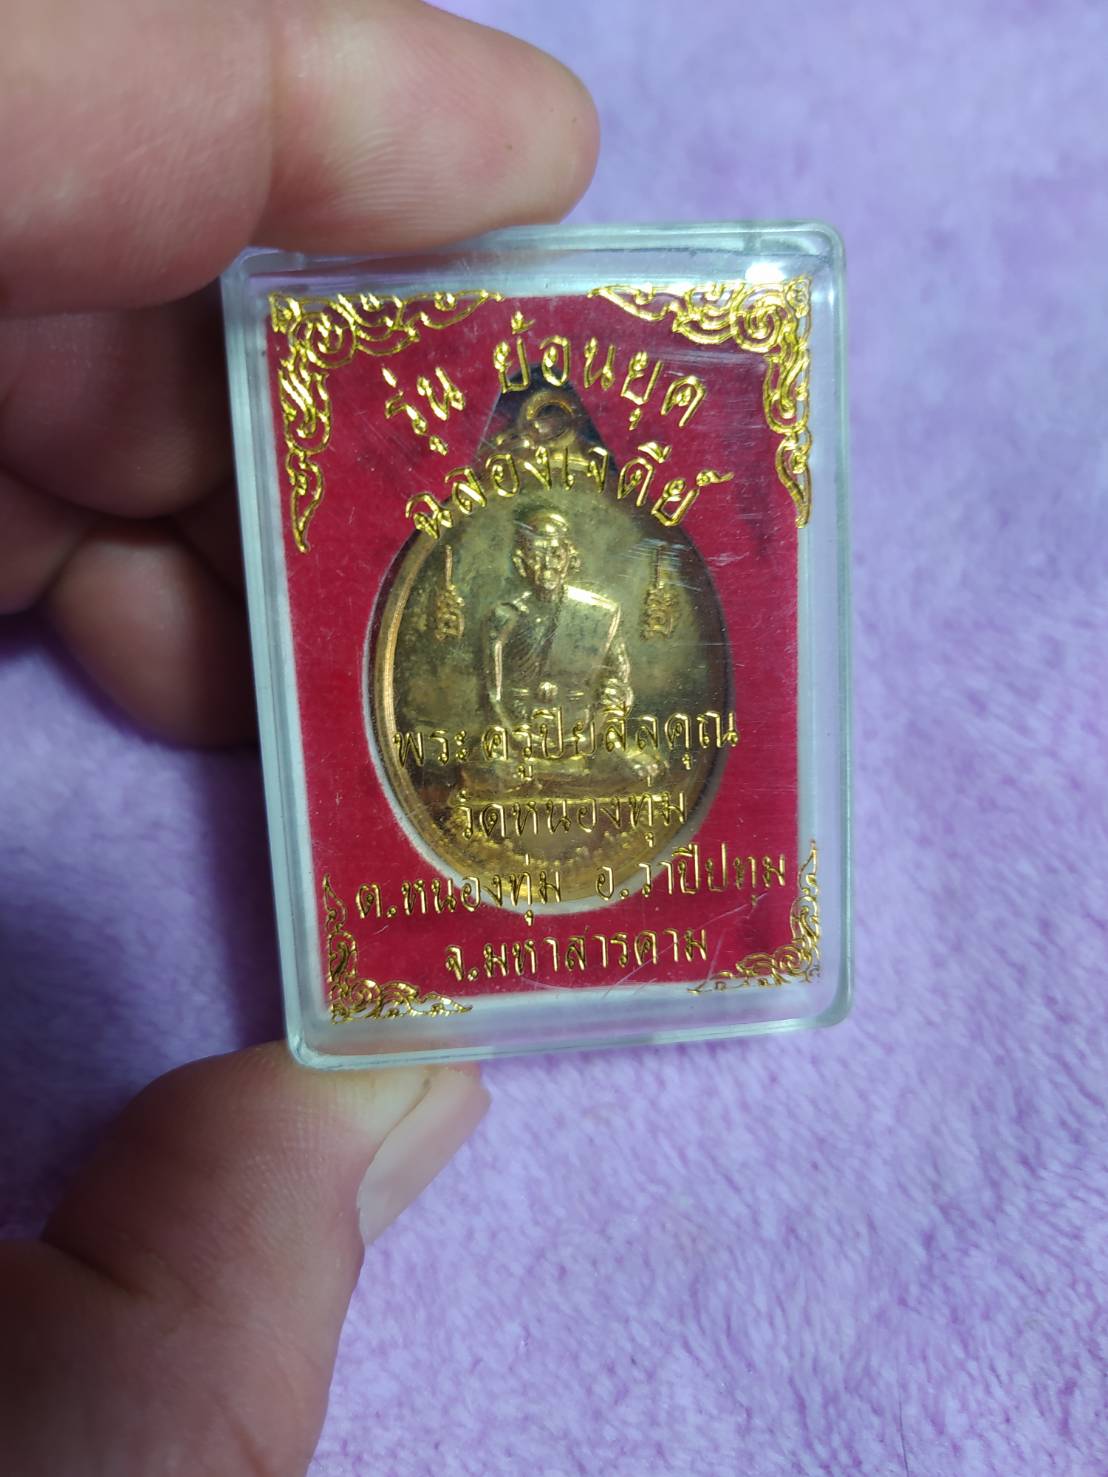 รุ่น ย้อนยุค
ฉลองเจดีย์
พระครูปิยสีลคุณ
วัดหนองทุ่ม
ต.หนองทุ่ม อ.วาปีปทุม
จ.มหาสารคาม